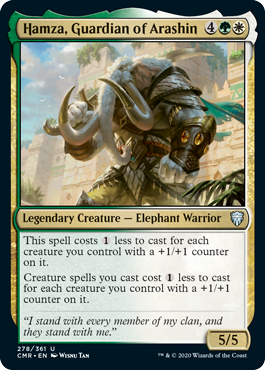 Hamza, Guardian of Arashin 4
Legendary Creature — Elephant Warrior
This spell costs 1 less to cast for each
creature you control with a +1/+1 counter
on it.
Creature spells you cast cost 1 less to cast
for each creature you control with a +1/+1
counter on it.
"I stand with every member of my clan, and
they stand with me."
5/5
278/361 U
CMR • EN Wisnu Tan
™ & © 2020 Wizards of the Coast